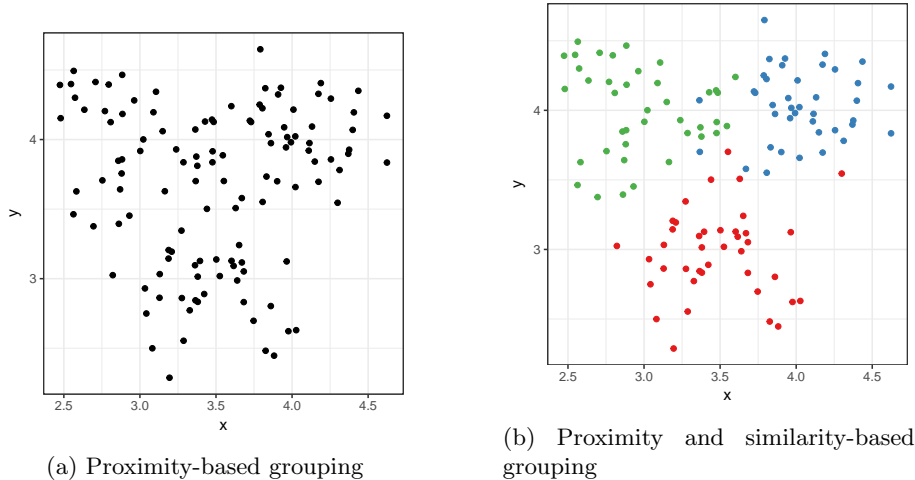 4
3
y
2.5 3.0 3.5 4.0 4.5
x
(a) Proximity-based grouping
4
3
y
2.5 3.0 3.5 4.0 4.5
x
(b) Proximity and similarity-based
grouping